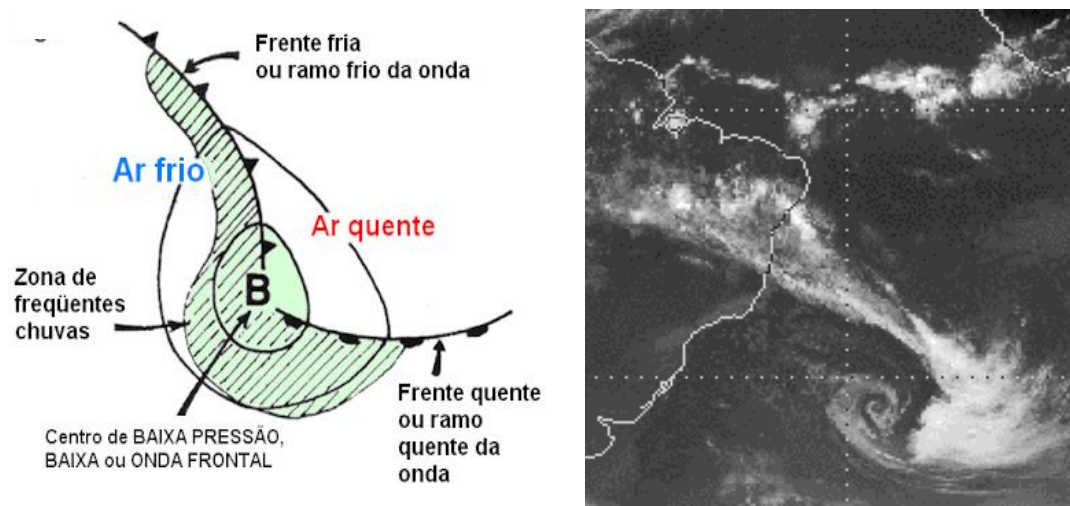 Frente fria
ou ramo frio da onda
Ar frio
Ar quente
Zona de
freqüentes
chuvas
B
Centro de BAIXA PRESSÃO,
BAIXA ou ONDA FRONTAL
Frente quente
ou ramo
quente da
onda